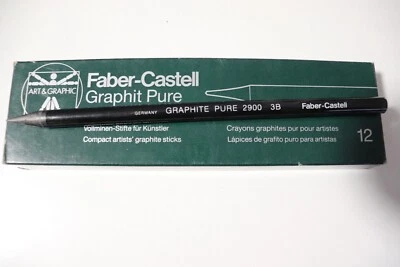 ART & GRAPHIC
Faber-Castell
Graphit Pure
GERMANY GRAPHITE PURE 2900 3B Faber-Castell
Vollminen-Stifte für Künstler
Compact artists' graphite sticks
Crayons graphites pur pour artistes
Lápices de grafito puro para artistas
12